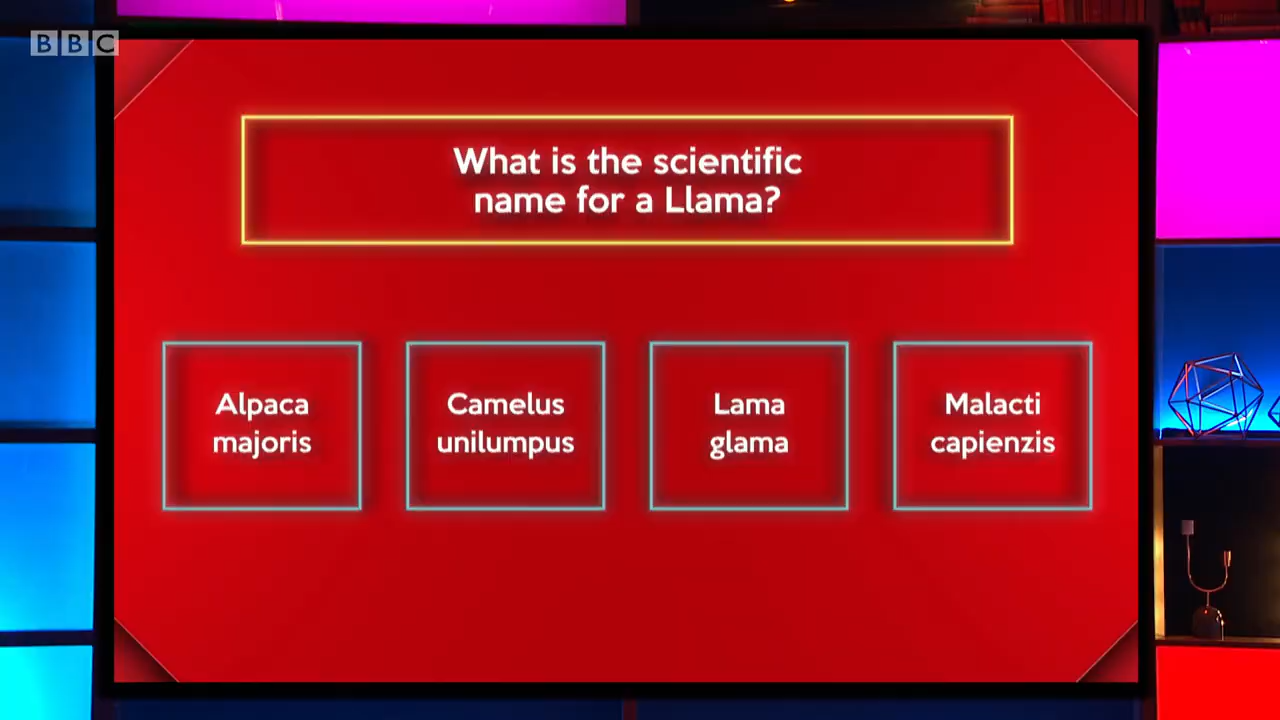 BBC
What is the scientific
name for a Llama?
Alpaca
majoris
Camelus
unilumpus
Lama
glama
Malacti
capienzis